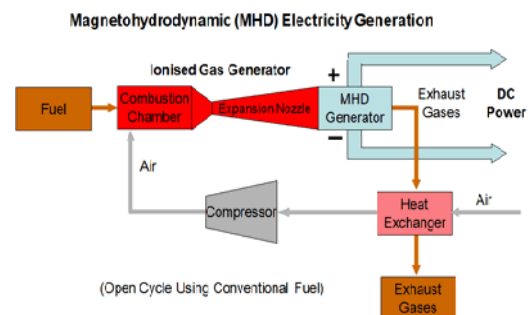 Magnetohydrodynamic (MHD) Electricity Generation
Ionised Gas Generator
Fuel
Combustion
Chamber
Expansion Nozzle
+
MHD
Generator
−
Exhaust
Gases
DC
Power
Air
Compressor
Heat
Exchanger
Air
(Open Cycle Using Conventional Fuel)
Exhaust
Gases